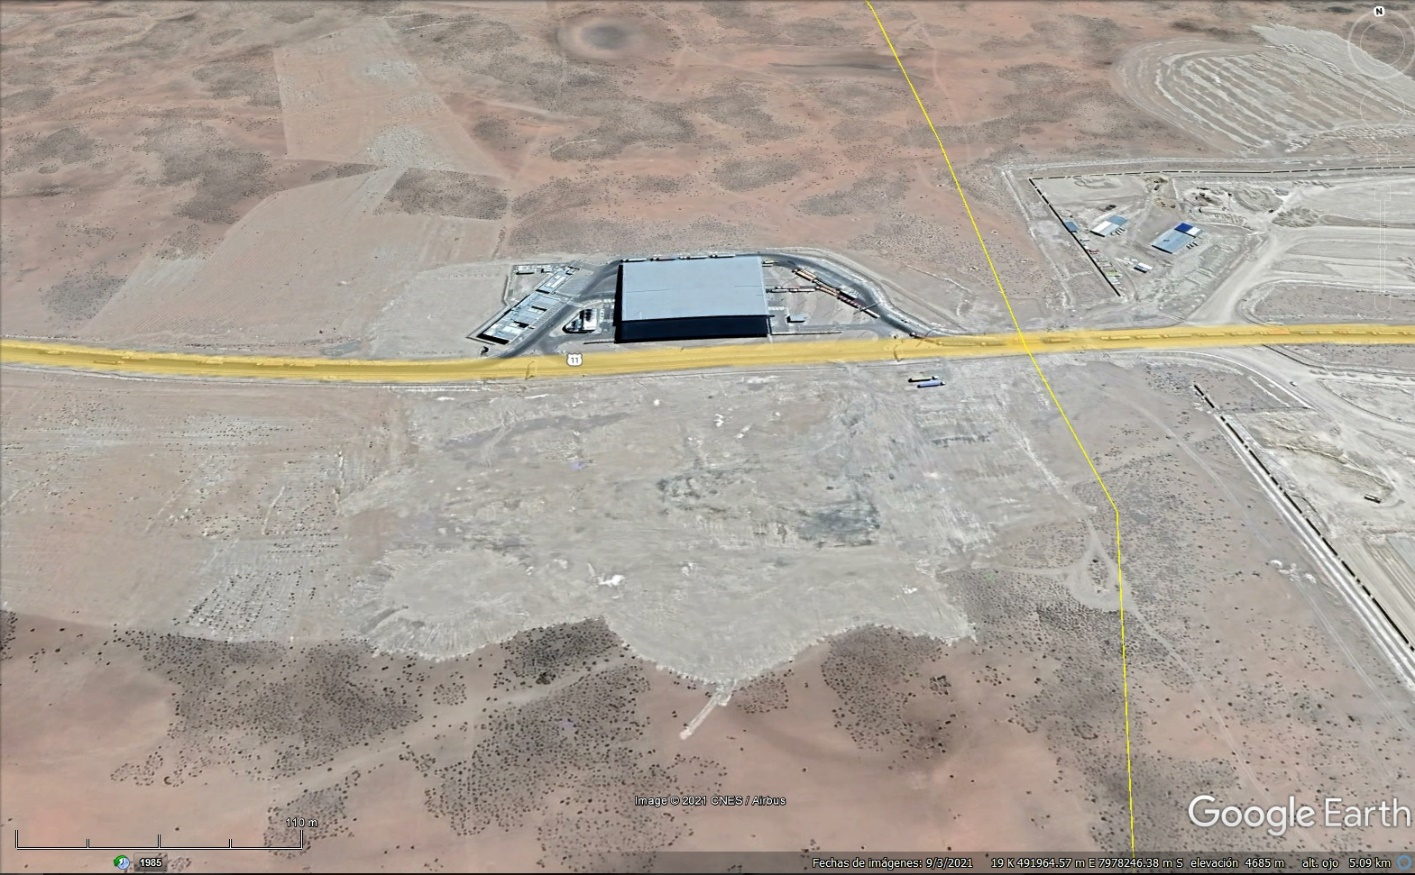 N
11
Image © 2021 CNES / Airbus
Google Earth
110 m
1985
Fechas de imágenes: 9/3/2021 19 K 491964.57 m E 7978246.38 m S elevación 4685 m alt. ojo 5.09 km